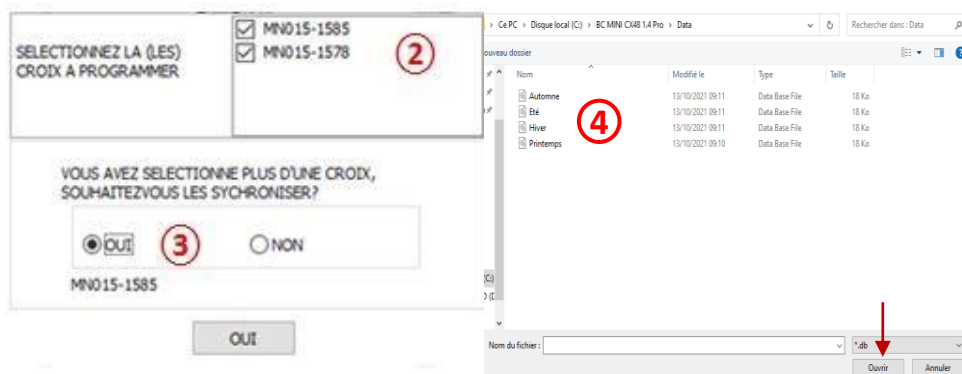 SELECTIONNEZ LA (LES)
CROIX A PROGRAMMER
MN015-1585
MN015-1578
2
VOUS AVEZ SELECTIONNE PLUS D'UNE CROIX,
SOUHAITEZVOUS LES SYCHRONISER?
OUI
3
NON
MN015-1585
OUI
› Ce PC › Disque local (C:) › BC MINI CX48 1.4 Pro › Data
Rechercher dans : Data
ouveau dossier
Nom Modifié le Type Taille
Automne 13/10/2021 09:11 Data Base File 18 Ko
Eté 13/10/2021 09:11 Data Base File 18 Ko
Hiver 13/10/2021 09:11 Data Base File 18 Ko
Printemps 13/10/2021 09:10 Data Base File 18 Ko
4
(C:)
Nom du fichier :
*.db
Ouvrir Annuler